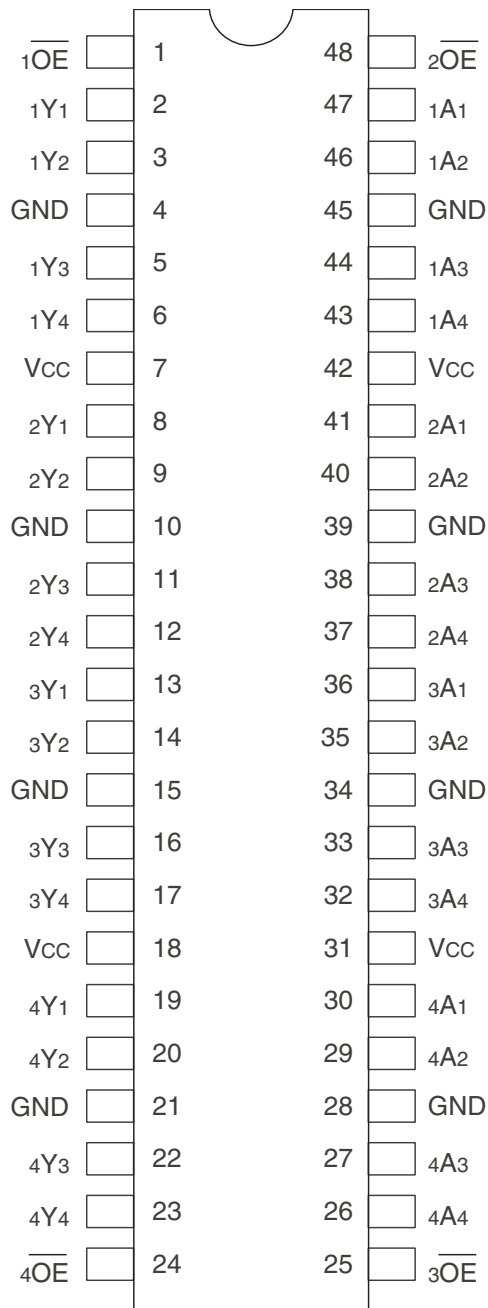 1OE 1 48 2OE
1Y1 2 47 1A1
1Y2 3 46 1A2
GND 4 45 GND
1Y3 5 44 1A3
1Y4 6 43 1A4
VCC 7 42 VCC
2Y1 8 41 2A1
2Y2 9 40 2A2
GND 10 39 GND
2Y3 11 38 2A3
2Y4 12 37 2A4
3Y1 13 36 3A1
3Y2 14 35 3A2
GND 15 34 GND
3Y3 16 33 3A3
3Y4 17 32 3A4
VCC 18 31 VCC
4Y1 19 30 4A1
4Y2 20 29 4A2
GND 21 28 GND
4Y3 22 27 4A3
4Y4 23 26 4A4
4OE 24 25 3OE